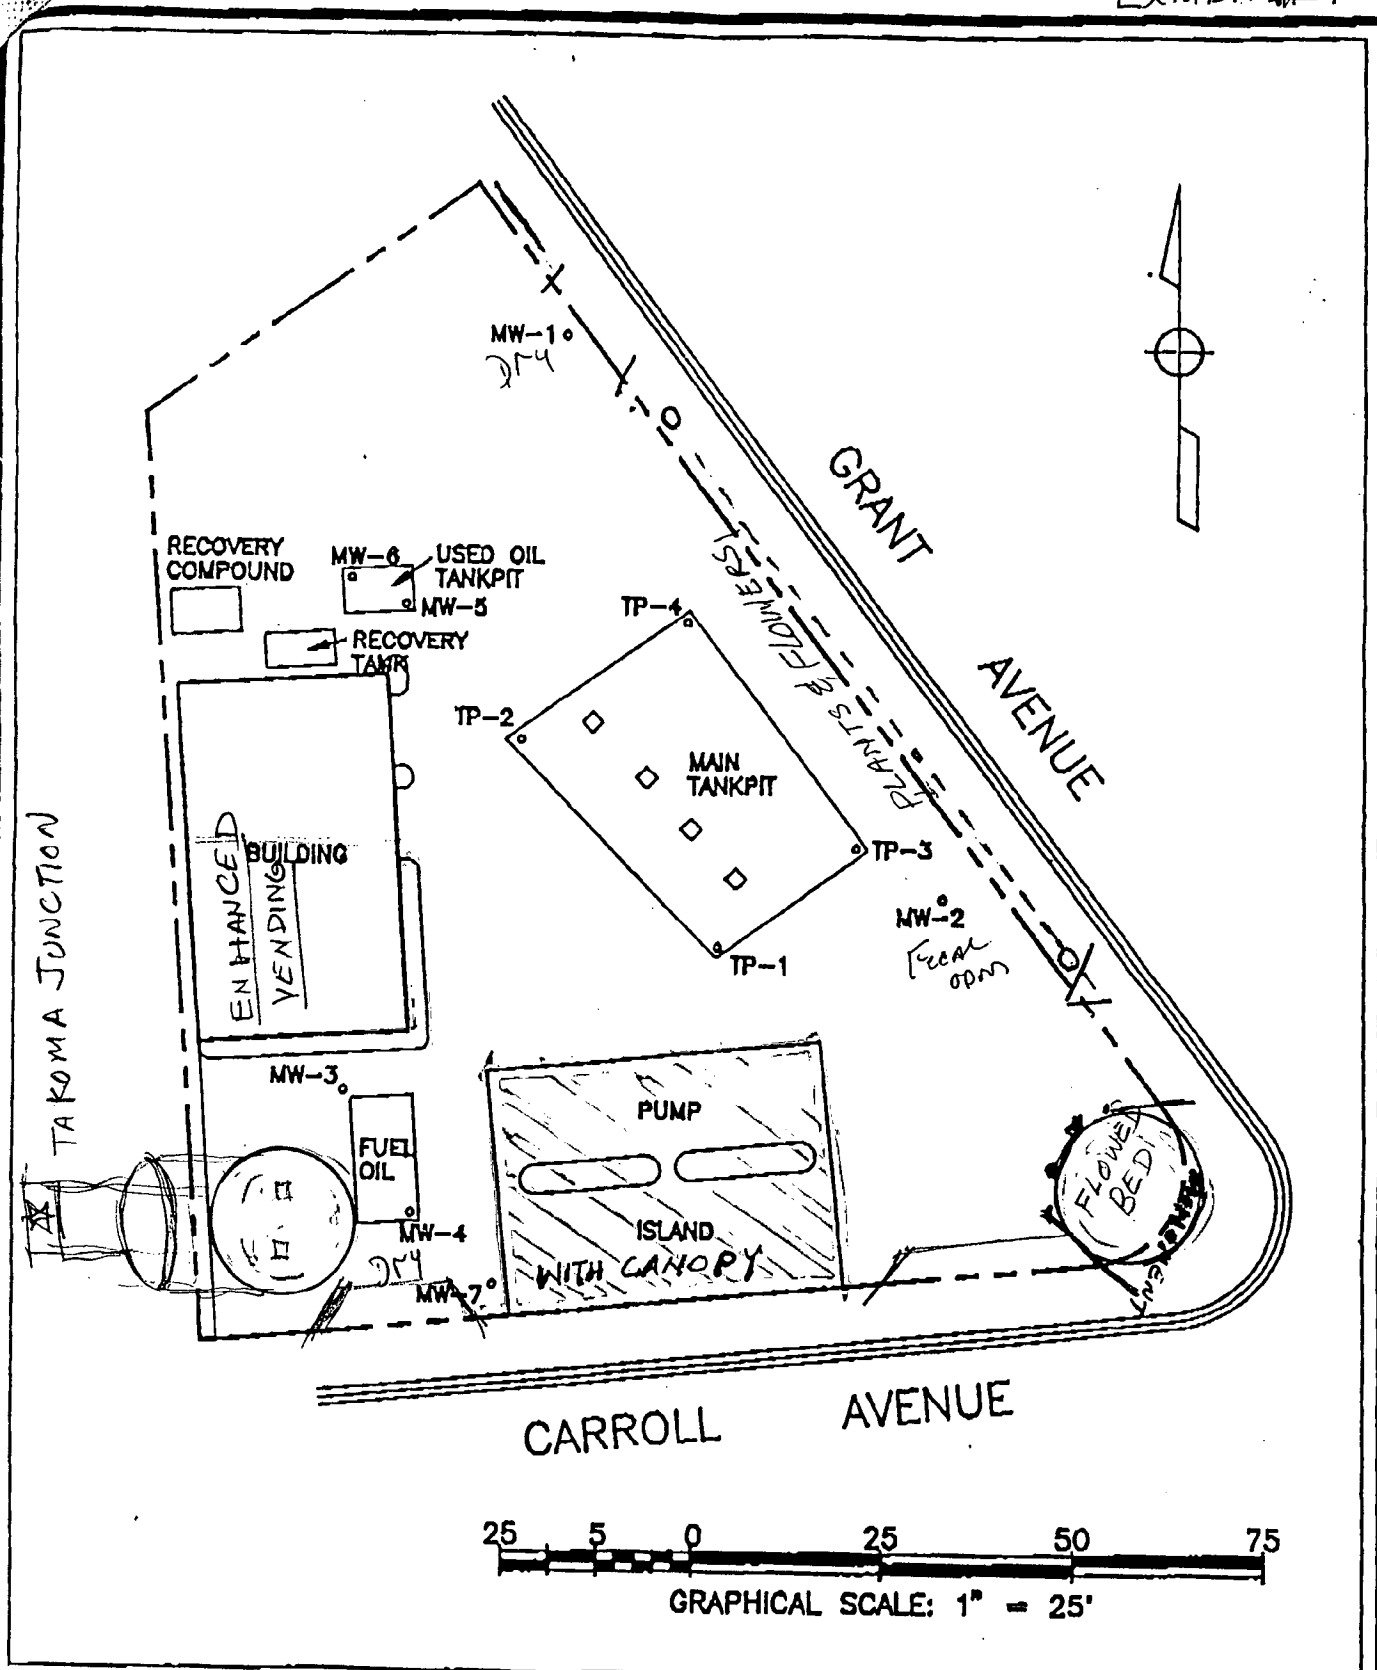 MW-1
Dry
GRANT
AVENUE
RECOVERY
COMPOUND
MW-6
USED OIL
TANKPIT
MW-5
RECOVERY
TANK
TP-4
PLANTS & FLOWERS
TP-2
MAIN
TANKPIT
TP-3
TAKOMA JUNCTION
BUILDING
ENHANCED
VENDING
MW-2
TP-1
MW-3
PUMP
FUEL
OIL
FLOWER
BED
ISLAND
WITH CANOPY
MW-4
Dry
MW-7
CARROLL AVENUE
25 5 0 25 50 75
GRAPHICAL SCALE: 1" = 25'